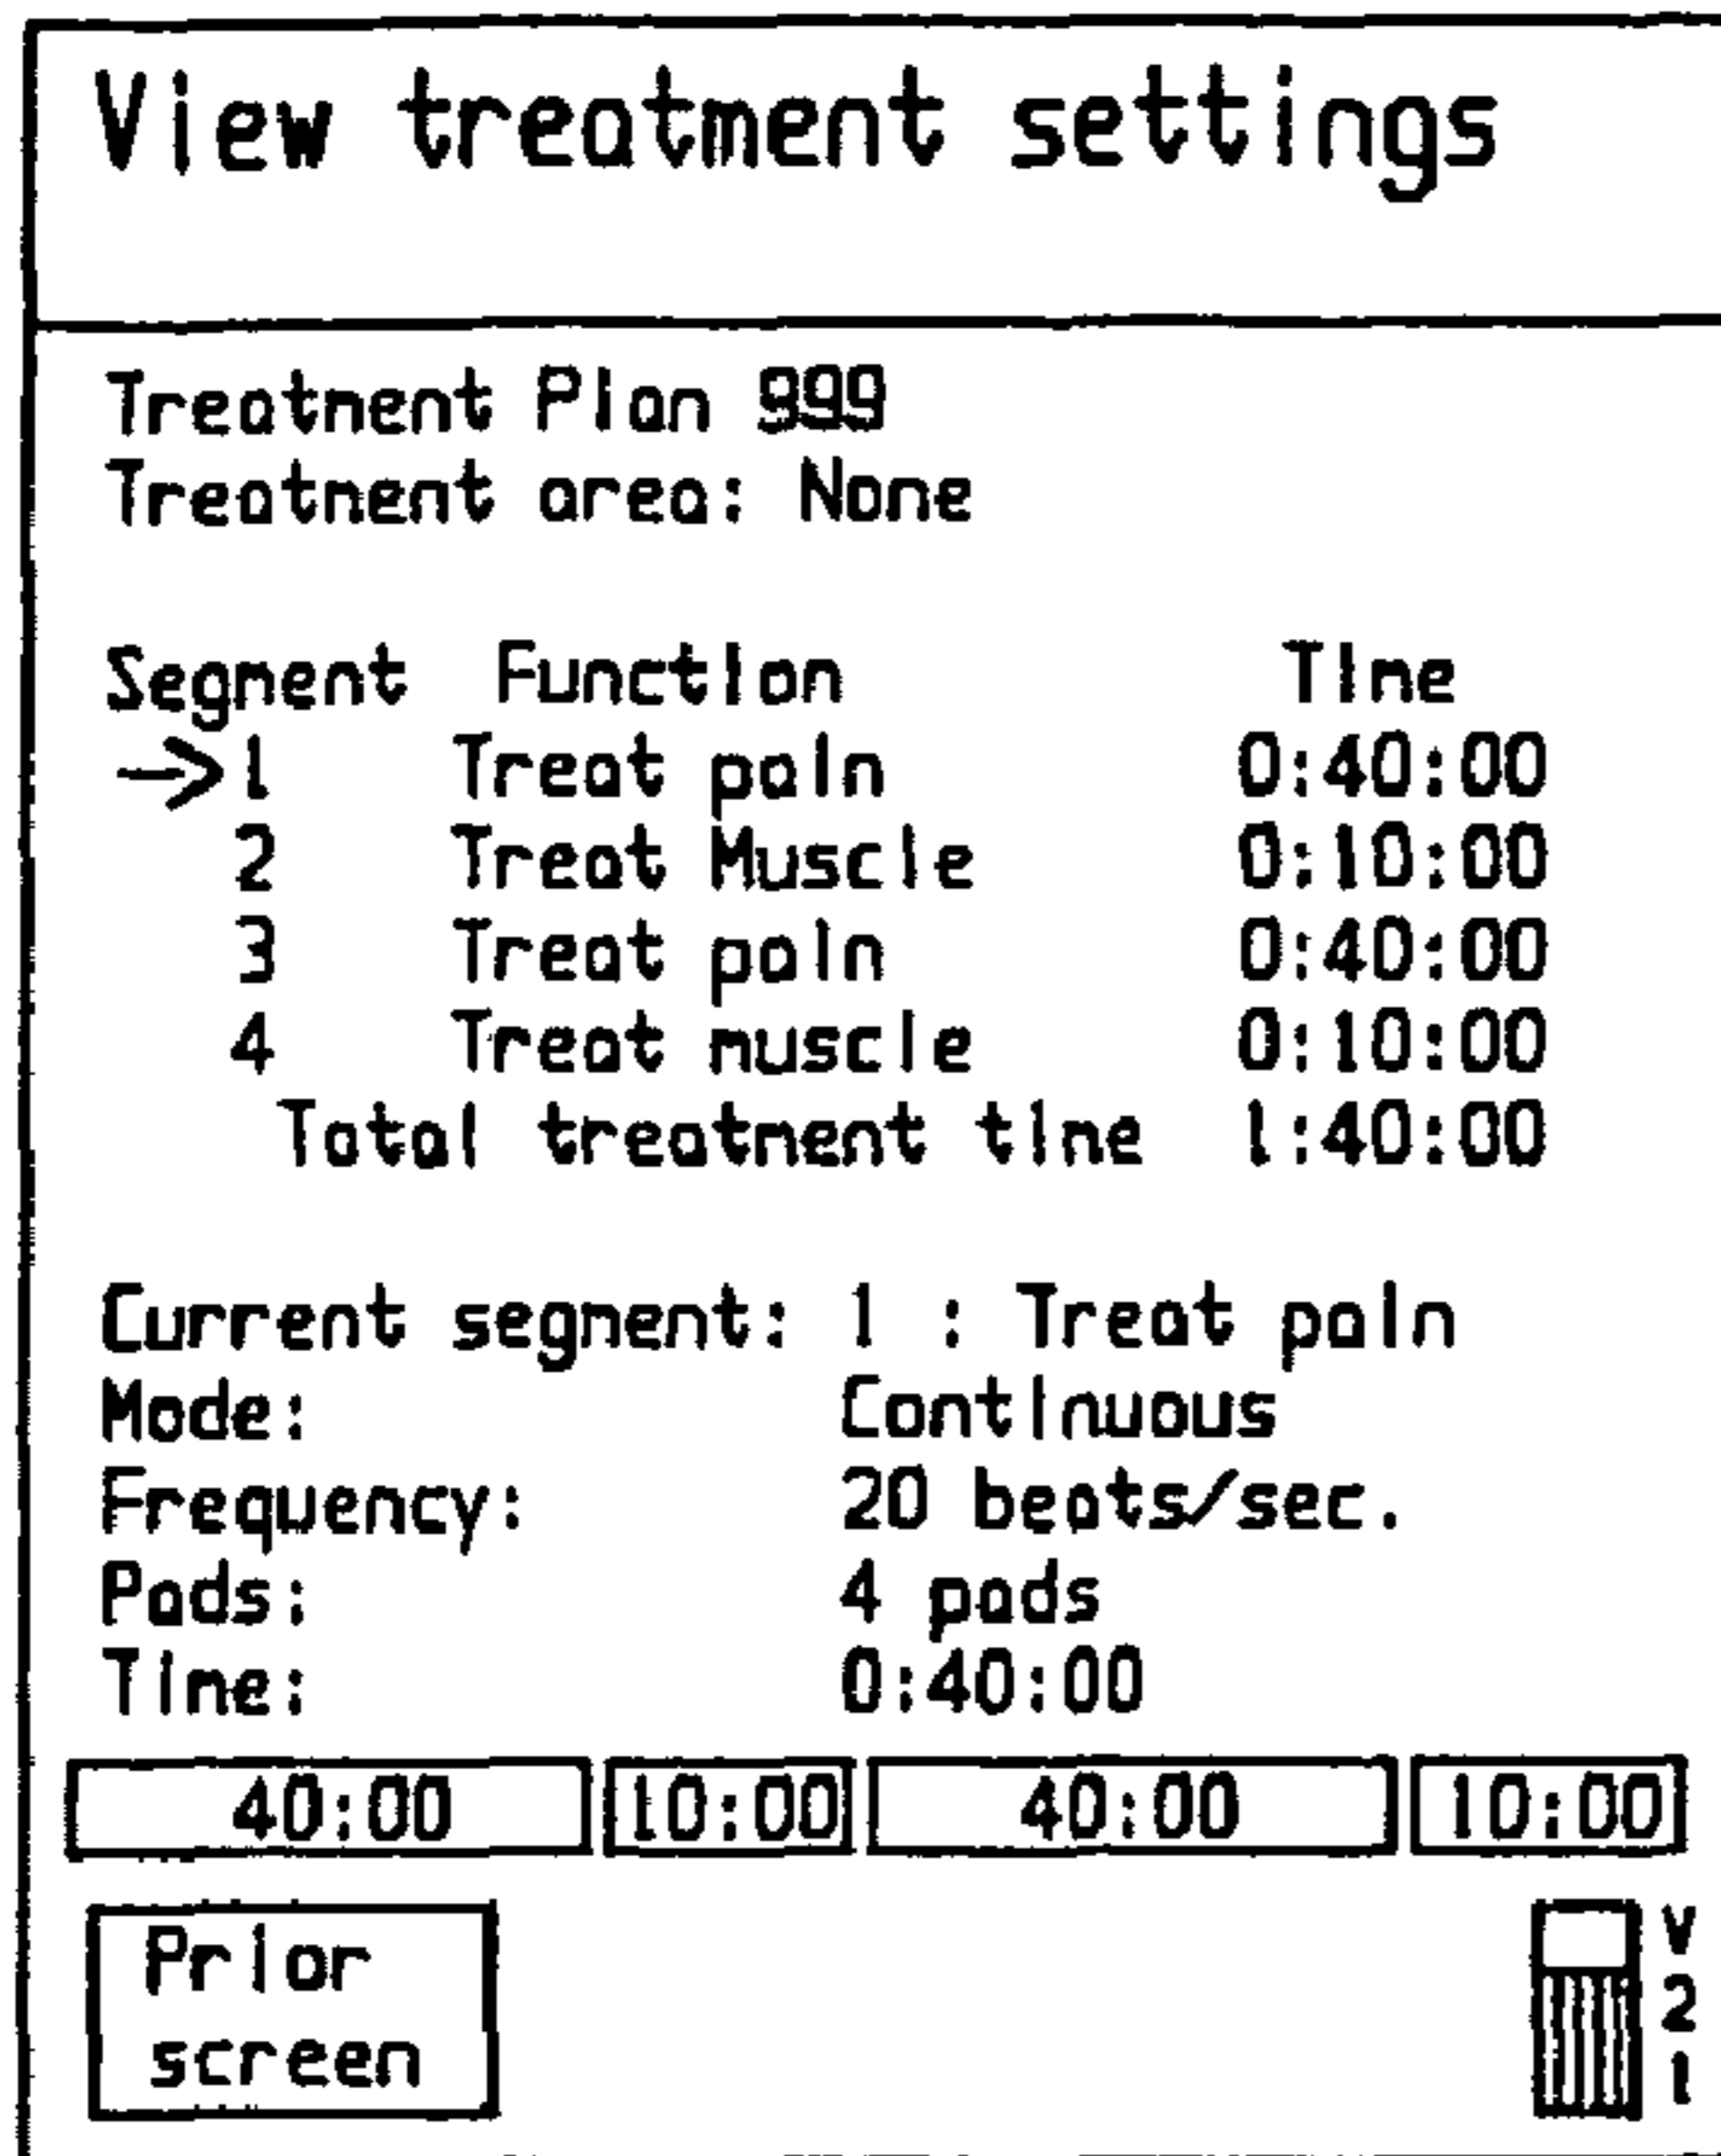 View treatment settings
Treatment Plan 999
Treatment area: None
Segment Function Time
->1 Treat pain 0:40:00
2 Treat Muscle 0:10:00
3 Treat pain 0:40:00
4 Treat muscle 0:10:00
Total treatment time 1:40:00
Current segment: 1 : Treat pain
Mode: Continuous
Frequency: 20 beats/sec.
Pads: 4 pads
Time: 0:40:00
40:00 10:00 40:00 10:00
Prior
screen
V
2
1